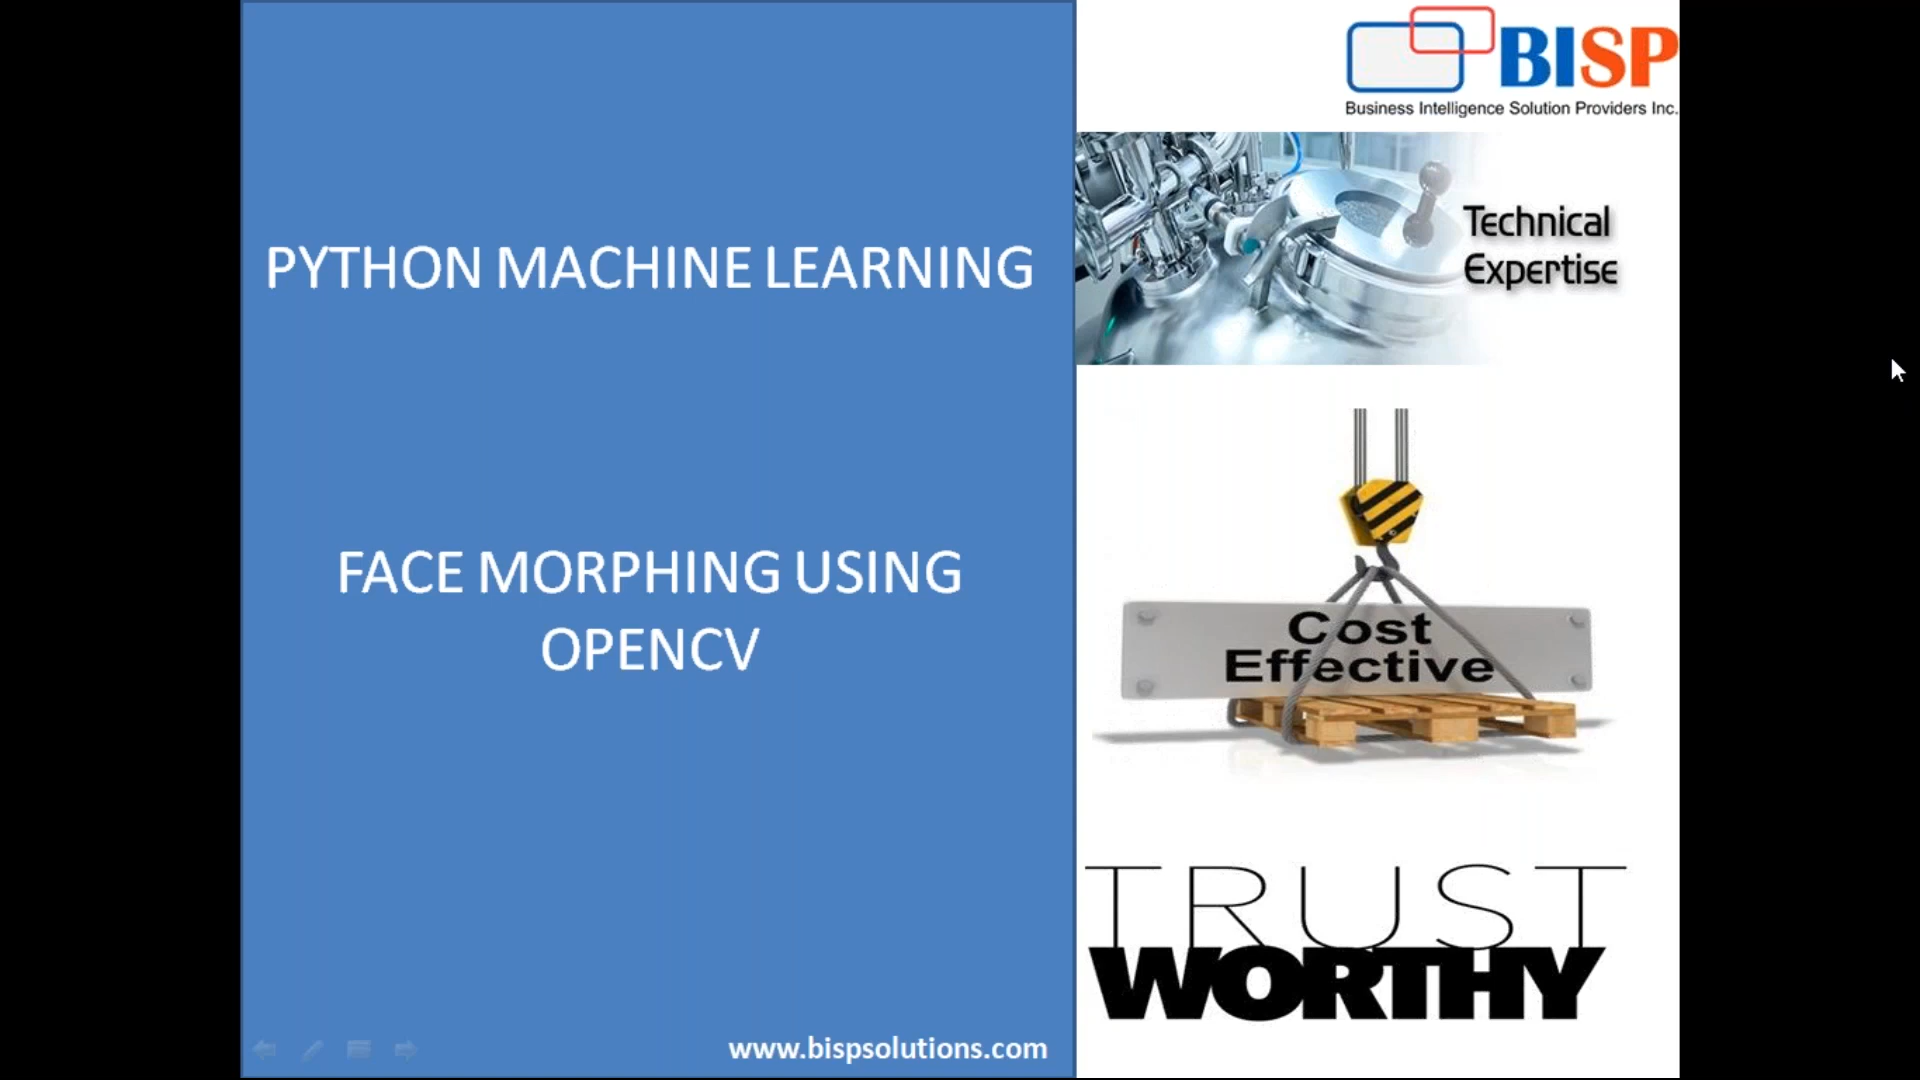 PYTHON MACHINE LEARNING
FACE MORPHING USING
OPENCV
www.bispsolutions.com
BISP
Business Intelligence Solution Providers Inc.
Technical
Expertise
Cost
Effective
TRUST
WORTHY